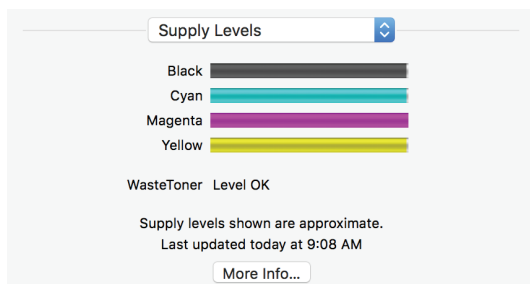 Supply Levels
Black
Cyan
Magenta
Yellow
WasteToner Level OK
Supply levels shown are approximate.
Last updated today at 9:08 AM
More Info...